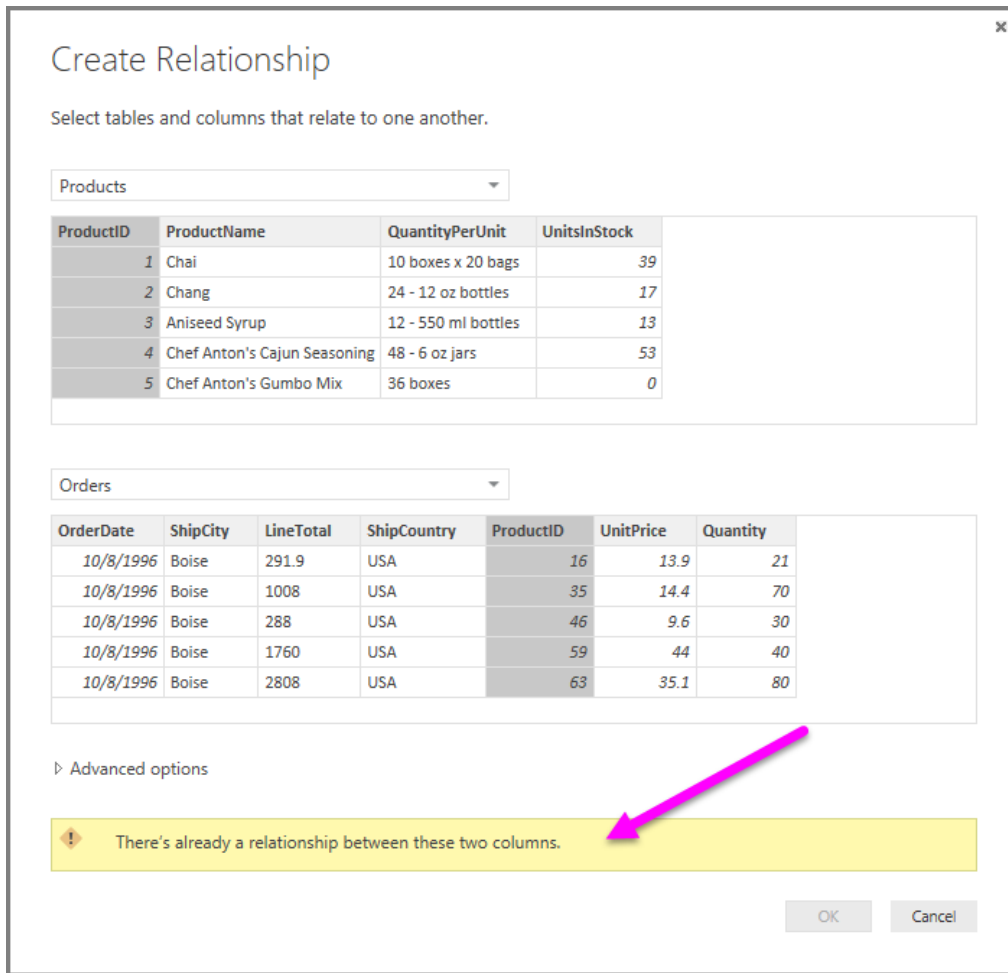 Create Relationship
Select tables and columns that relate to one another.
Products
ProductID ProductName QuantityPerUnit UnitsInStock
1 Chai 10 boxes x 20 bags 39
2 Chang 24 - 12 oz bottles 17
3 Aniseed Syrup 12 - 550 ml bottles 13
4 Chef Anton's Cajun Seasoning 48 - 6 oz jars 53
5 Chef Anton's Gumbo Mix 36 boxes 0
Orders
OrderDate ShipCity LineTotal ShipCountry ProductID UnitPrice Quantity
10/8/1996 Boise 291.9 USA 16 13.9 21
10/8/1996 Boise 1008 USA 35 14.4 70
10/8/1996 Boise 288 USA 46 9.6 30
10/8/1996 Boise 1760 USA 59 44 40
10/8/1996 Boise 2808 USA 63 35.1 80
Advanced options
There's already a relationship between these two columns.
OK Cancel